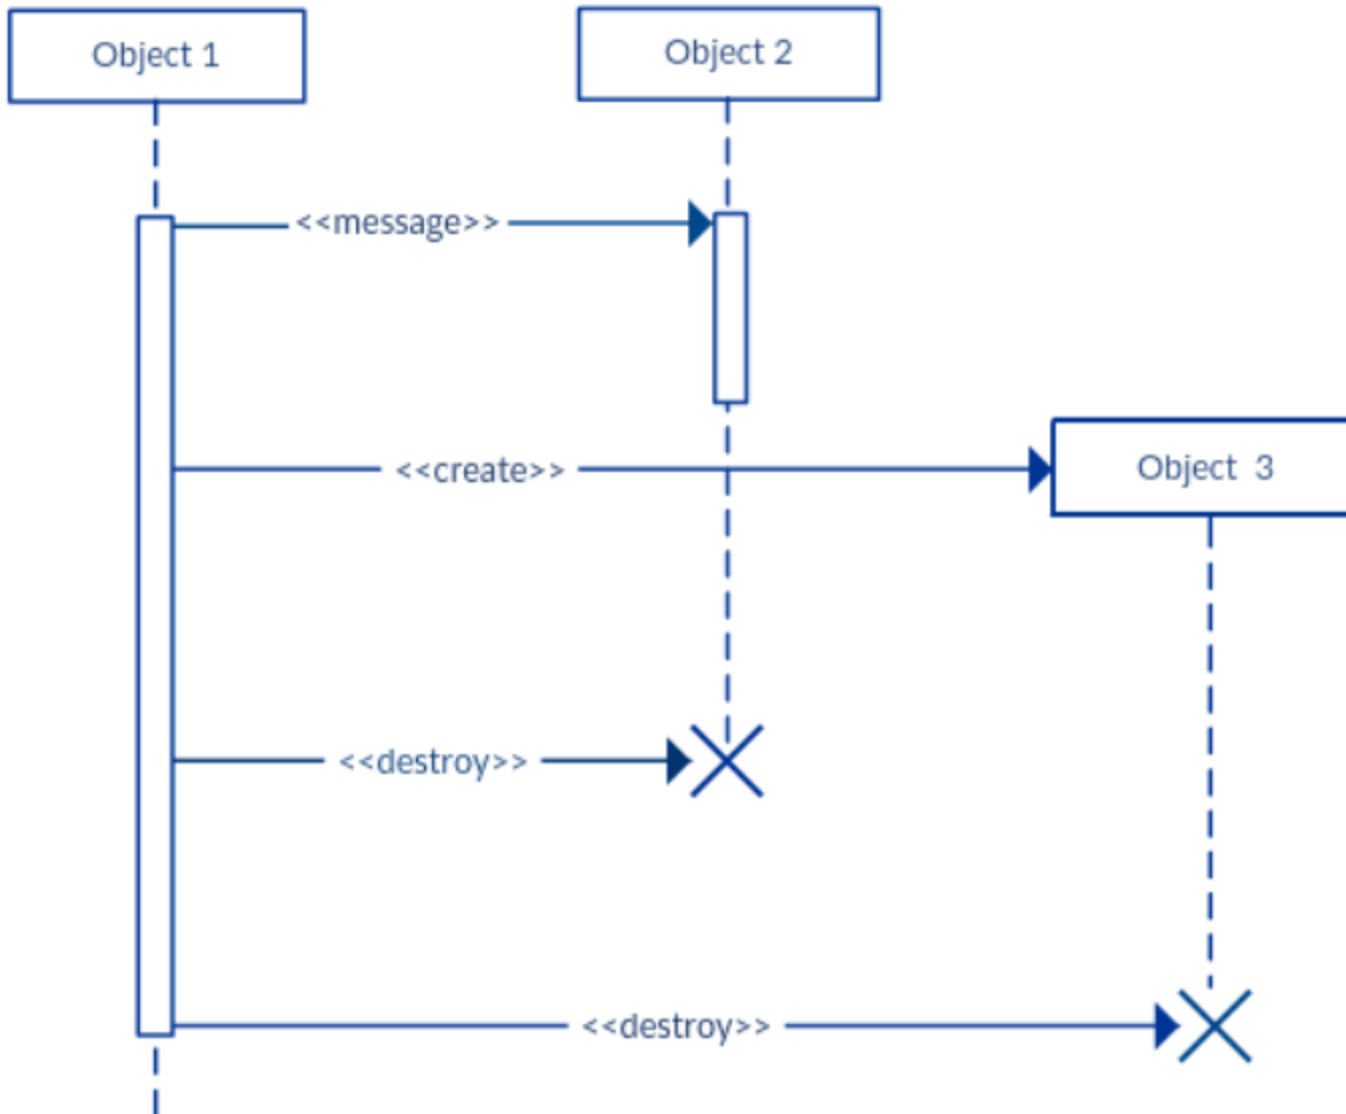 Object 1
Object 2
<<message>>
<<create>>
Object 3
<<destroy>>
<<destroy>>